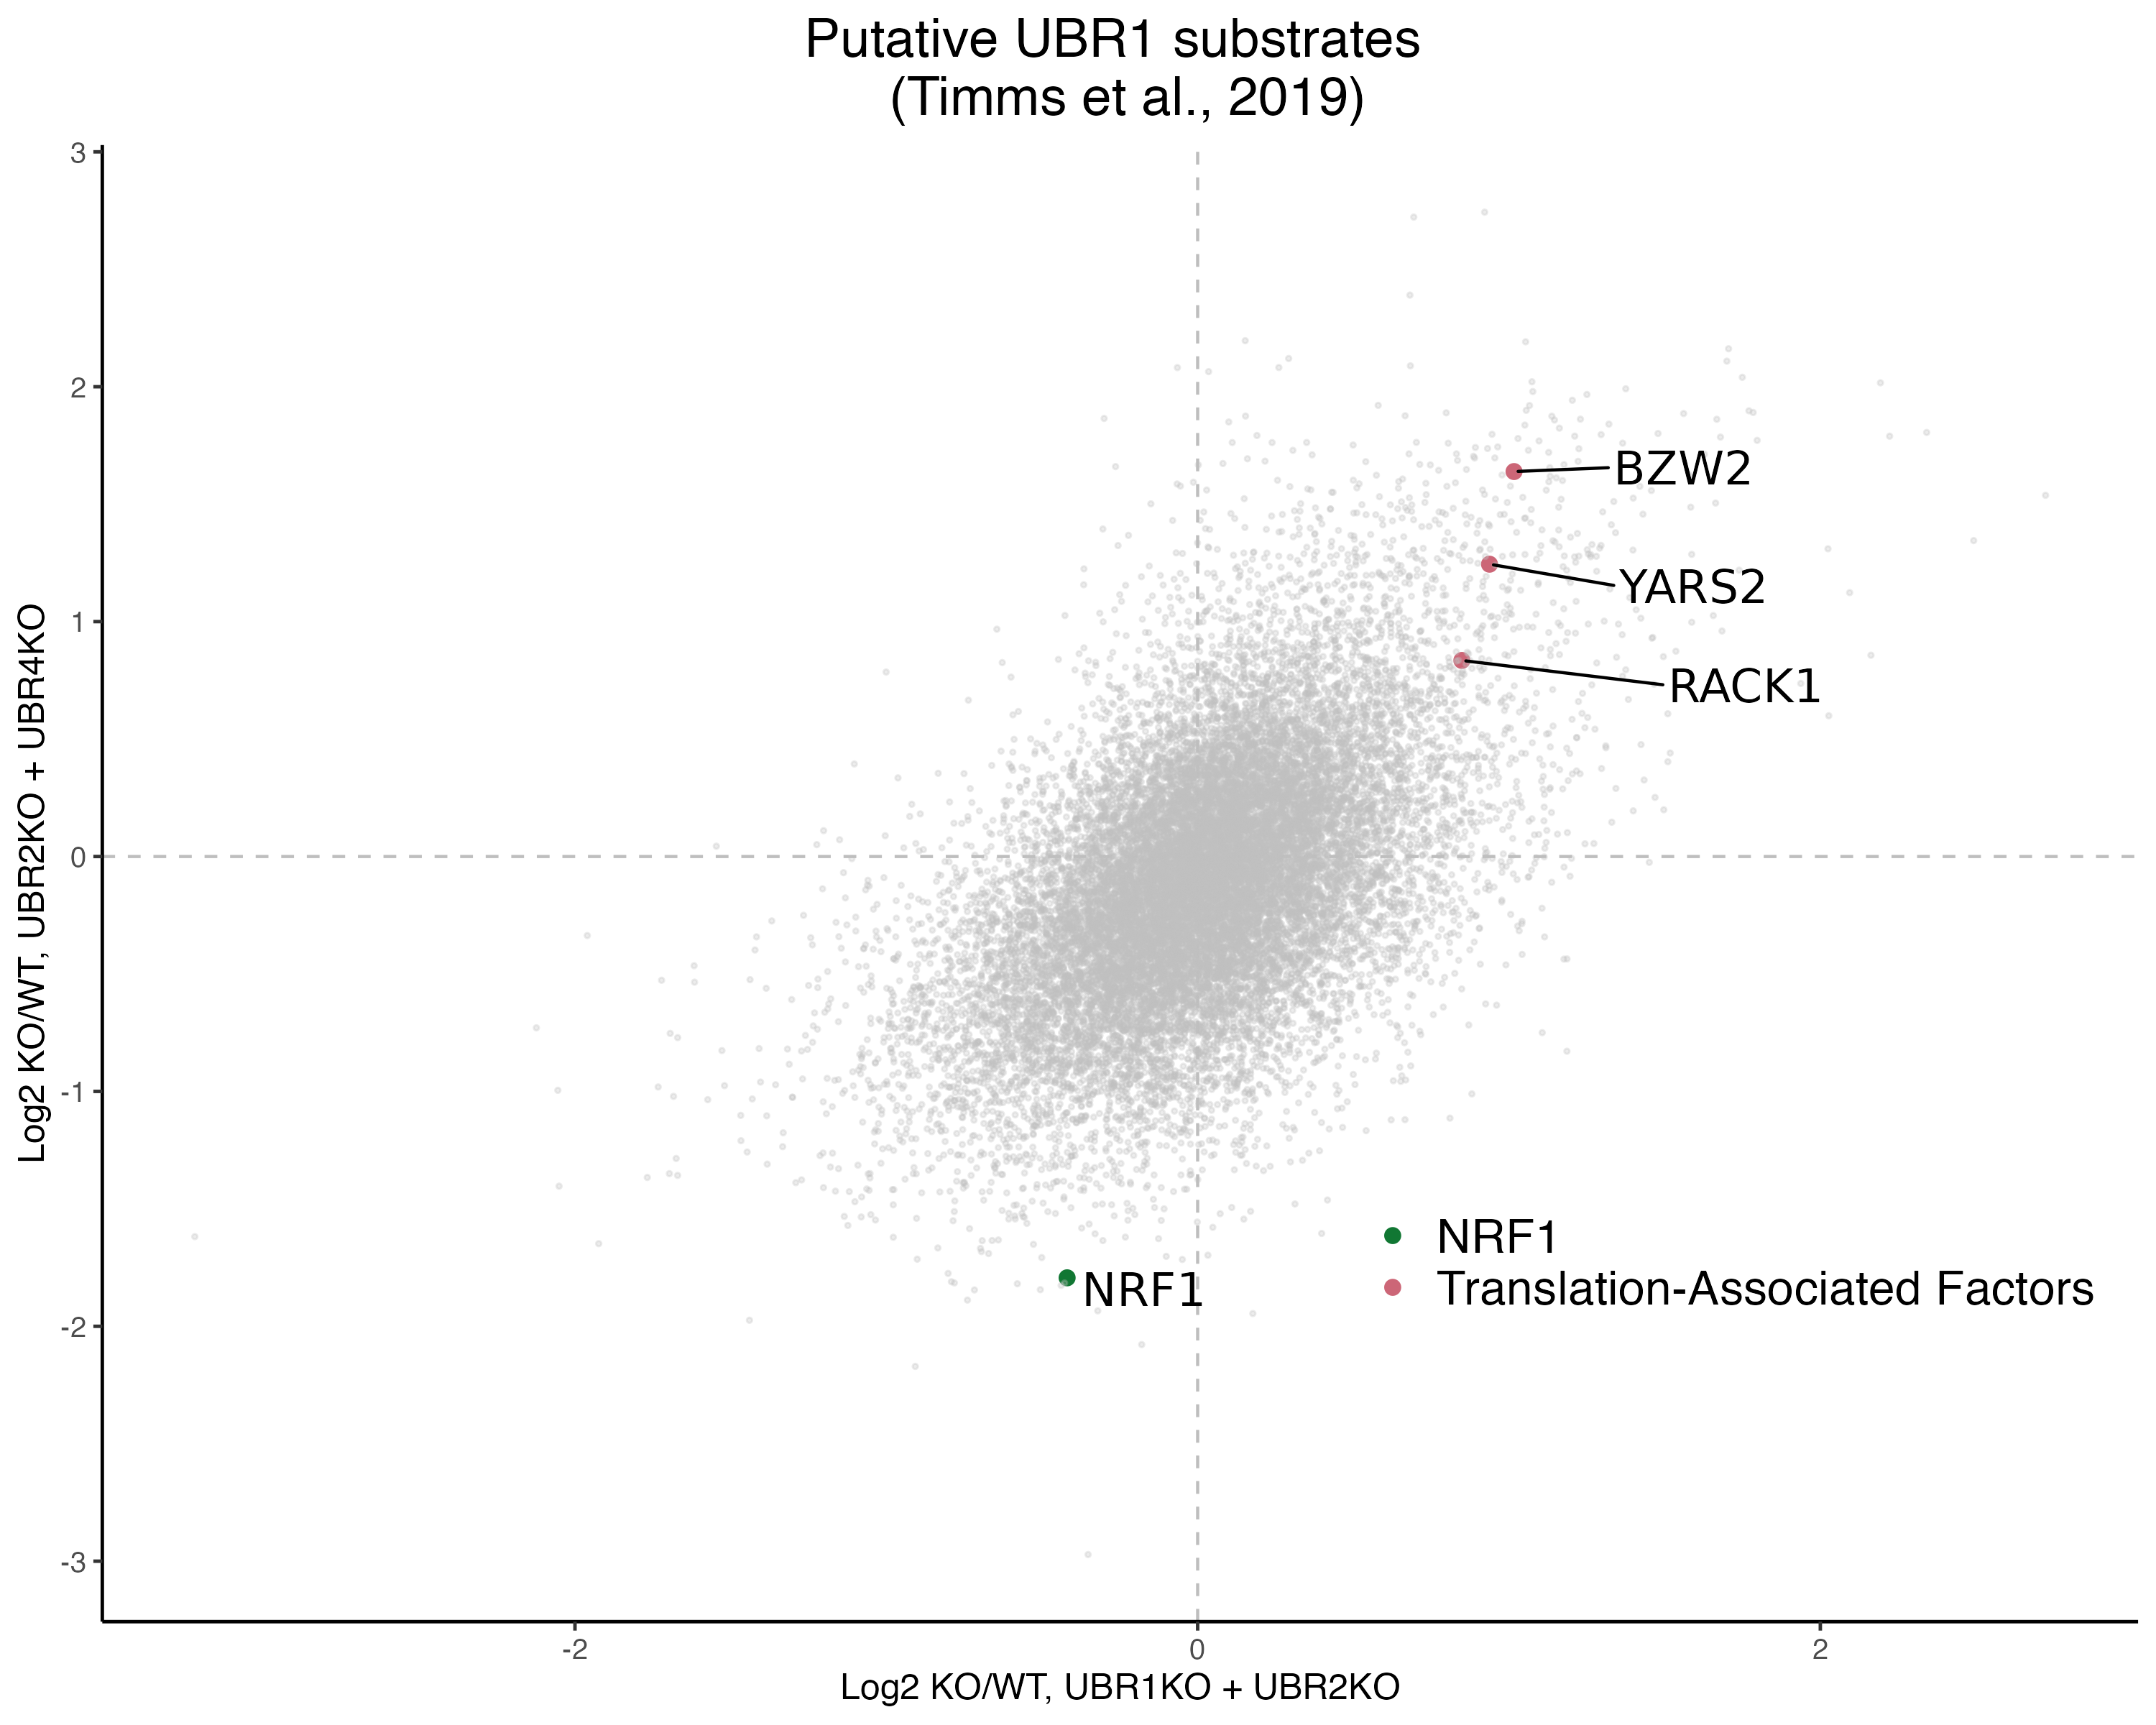 Putative UBR1 substrates
(Timms et al., 2019)
Log2 KO/WT, UBR2KO + UBR4KO
3
2
1
0
-1
-2
-3
BZW2
YARS2
RACK1
NRF1
NRF1
Translation-Associated Factors
-2
0
2
Log2 KO/WT, UBR1KO + UBR2KO